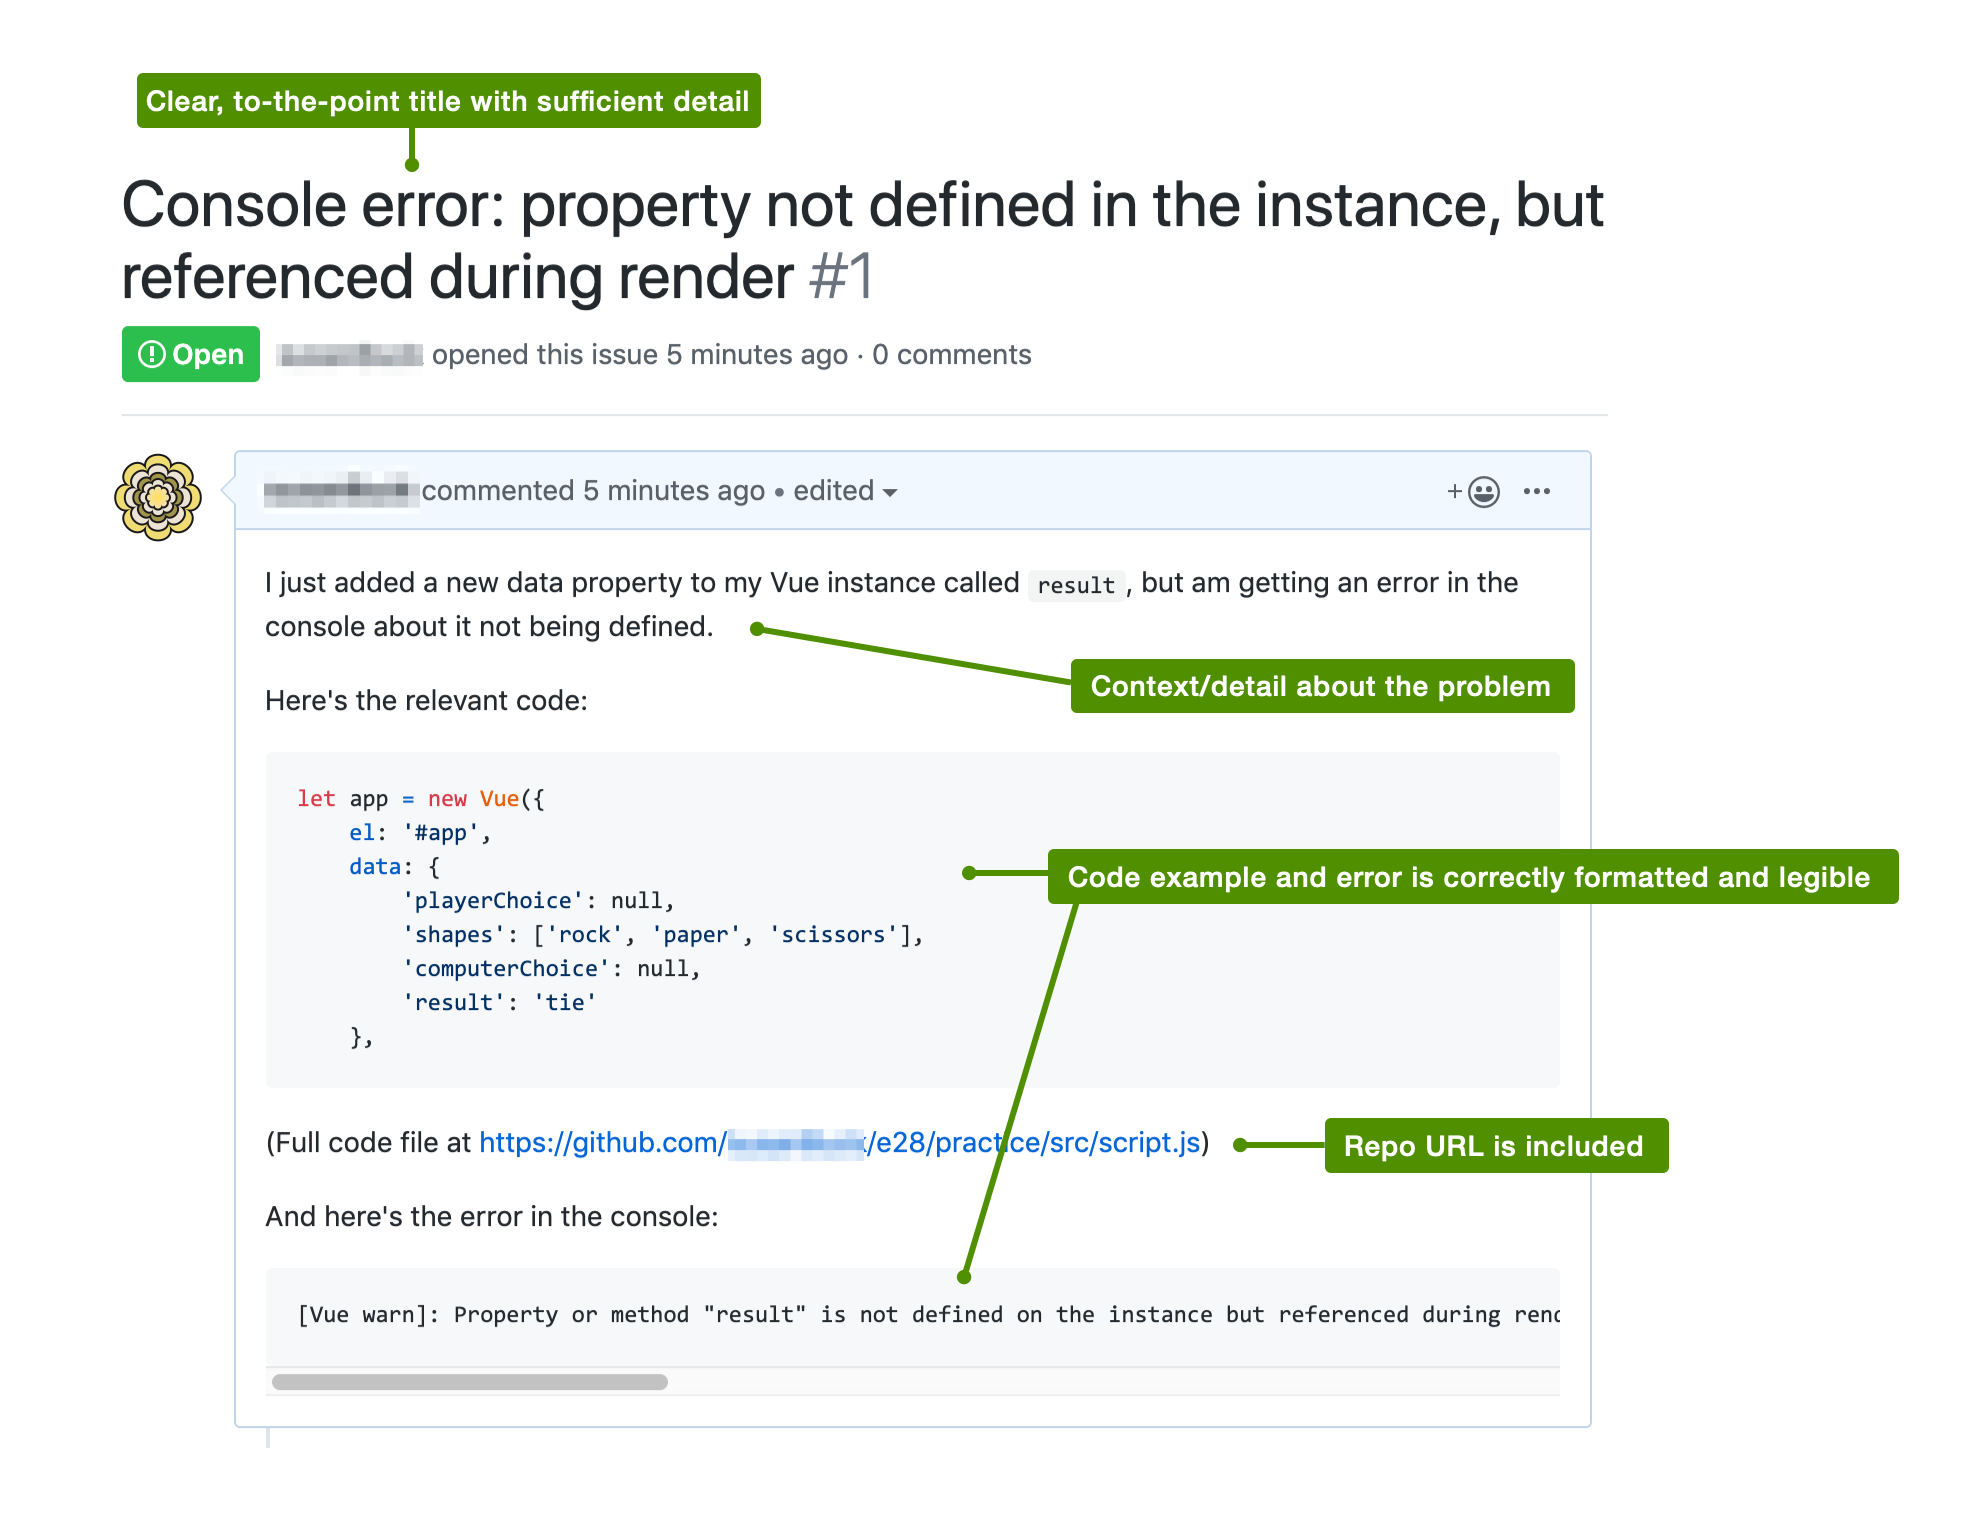 Clear, to-the-point title with sufficient detail
Console error: property not defined in the instance, but
referenced during render #1
Open
opened this issue 5 minutes ago · 0 comments
commented 5 minutes ago • edited
I just added a new data property to my Vue instance called result, but am getting an error in the
console about it not being defined.
Context/detail about the problem
Here's the relevant code:
let app = new Vue({
    el: '#app',
    data: {
        'playerChoice': null,
        'shapes': ['rock', 'paper', 'scissors'],
        'computerChoice': null,
        'result': 'tie'
    },
Code example and error is correctly formatted and legible
(Full code file at https://github.com/ /e28/practice/src/script.js)
Repo URL is included
And here's the error in the console:
[Vue warn]: Property or method "result" is not defined on the instance but referenced during rend